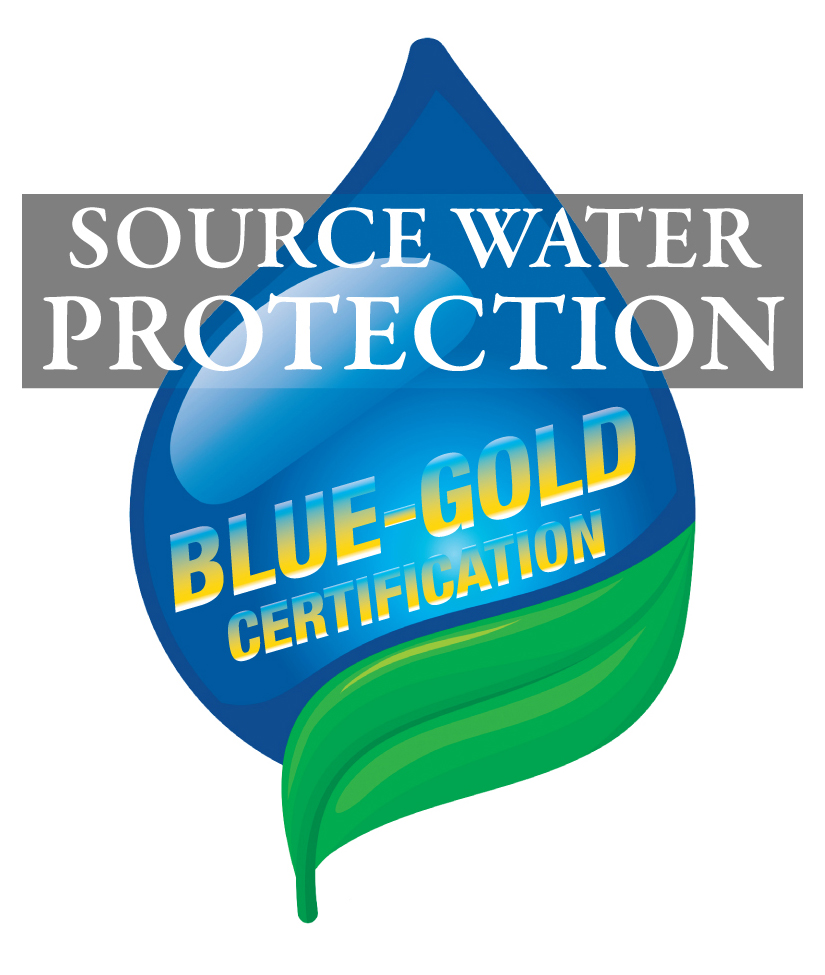 SOURCE WATER
PROTECTION
BLUE-GOLD
CERTIFICATION